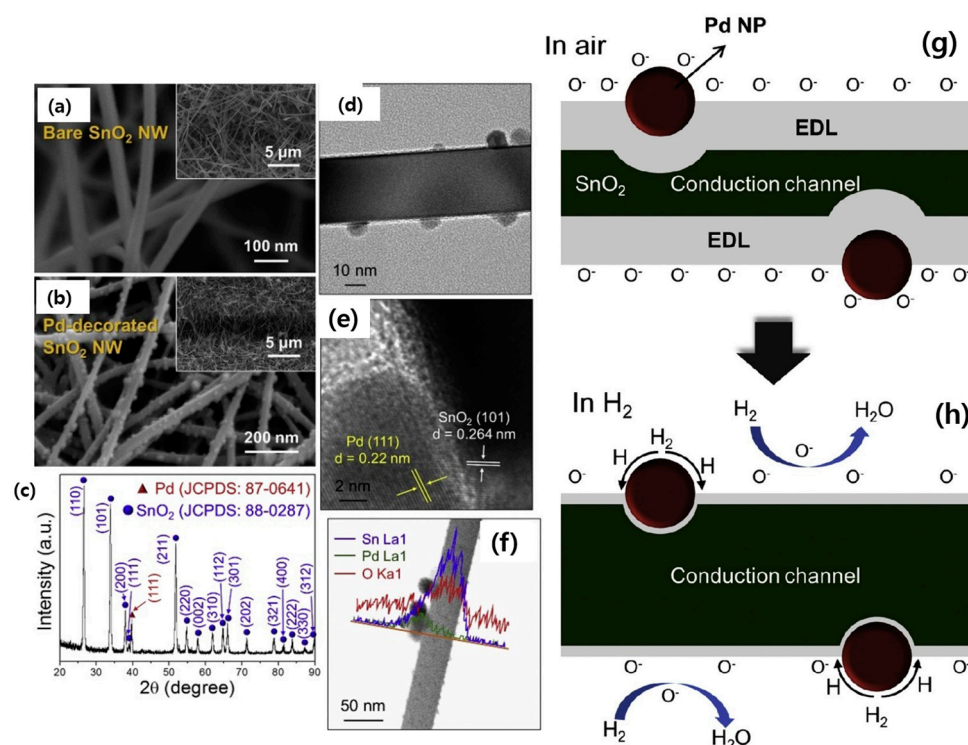 (a)
Bare SnO₂ NW
5 µm
100 nm
(b)
Pd-decorated
SnO₂ NW
5 µm
200 nm
(c)
Pd (JCPDS: 87-0641)
SnO₂ (JCPDS: 88-0287)
Intensity (a.u.)
(110)
(101)
(200)
(111)
(111)
(211)
(220)
(002)
(310)
(112)
(301)
(202)
(321)
(400)
(222)
(330)
(312)
20 30 40 50 60 70 80 90
2θ (degree)
(d)
10 nm
(e)
SnO₂ (101)
d = 0.264 nm
Pd (111)
d = 0.22 nm
2 nm
(f)
Sn La1
Pd La1
O Ka1
50 nm
(g)
In air
Pd NP
O⁻ O⁻
O⁻ O⁻ O⁻ O⁻ O⁻ O⁻ O⁻ O⁻
EDL
SnO₂ Conduction channel
EDL
O⁻ O⁻ O⁻ O⁻ O⁻ O⁻ O⁻ O⁻
O⁻ O⁻
(h)
In H₂
H₂ H₂O
H₂
H H
O⁻
O⁻ O⁻ O⁻ O⁻
Conduction channel
O⁻ O⁻ O⁻ O⁻
O⁻
H H
H₂
H₂ H₂O